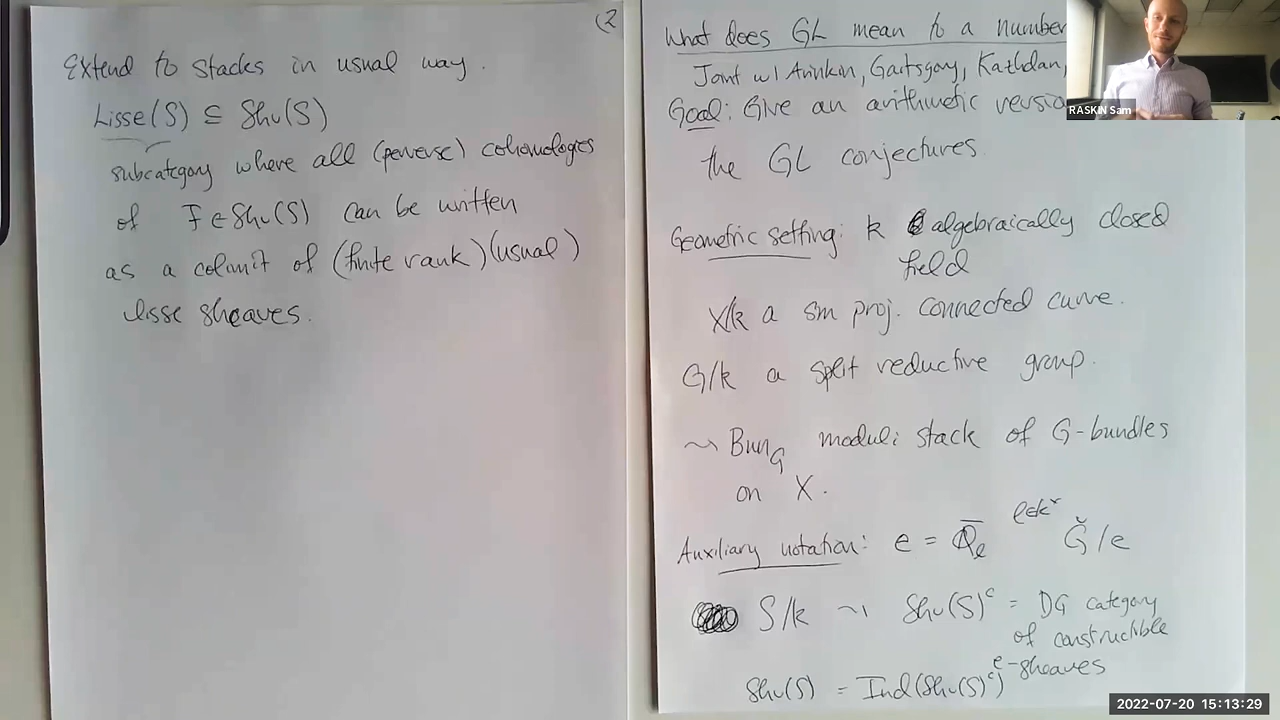 What does GL mean to a number
Joint w/ Arinkin, Gaitsgory, Kazhdan,
Goal: Give an arithmetic versio
the GL conjectures.
Geometric setting: k algebraically closed
field
X/k a sm proj. connected curve.
G/k a split reductive group.
~> Bun_G moduli stack of G-bundles
on X.
Auxiliary notation: e = Q̄_ℓ ℓ∈k^× Ǧ/e
S/k ~> Shv(S)^c = DG category
of constructible
e-sheaves
Shv(S) = Ind(Shv(S)^c)
(2
Extend to stacks in usual way.
Lisse(S) ⊆ Shv(S)
subcategory where all (perverse) cohomologies
of F ∈ Shv(S) can be written
as a colimit of (finite rank) (usual)
lisse sheaves.
RASKIN Sam
2022-07-20 15:13:29